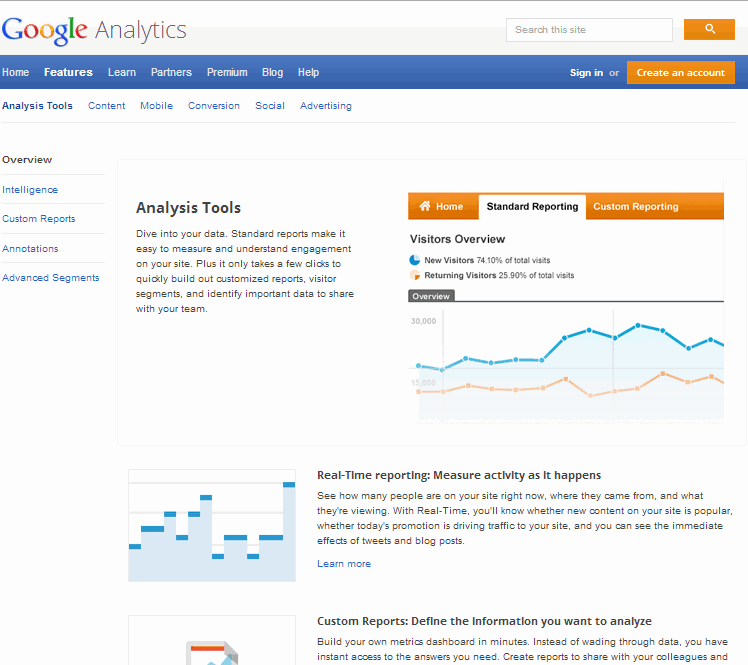 Google Analytics
Search this site
Home Features Learn Partners Premium Blog Help
Sign in or Create an account
Analysis Tools Content Mobile Conversion Social Advertising
Overview
Intelligence
Custom Reports
Annotations
Advanced Segments
Analysis Tools
Dive into your data. Standard reports make it
easy to measure and understand engagement
on your site. Plus it only takes a few clicks to
quickly build out customized reports, visitor
segments, and identify important data to share
with your team.
Home Standard Reporting Custom Reporting
Visitors Overview
New Visitors 74.10% of total visits
Returning Visitors 25.90% of total visits
Overview
30,000
15,000
Real-Time reporting: Measure activity as it happens
See how many people are on your site right now, where they came from, and what
they're viewing. With Real-Time, you'll know whether new content on your site is popular,
whether today's promotion is driving traffic to your site, and you can see the immediate
effects of tweets and blog posts.
Learn more
Custom Reports: Define the information you want to analyze
Build your own metrics dashboard in minutes. Instead of wading through data, you have
instant access to the answers you need. Create reports to share with your colleagues and